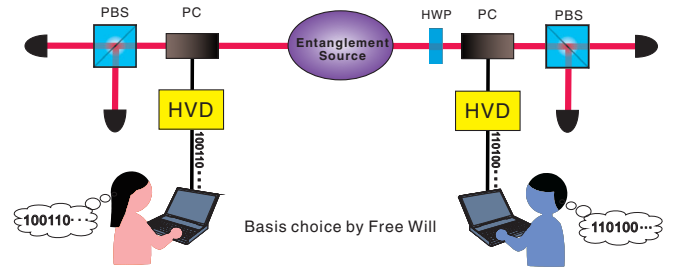 PBS PC HWP PC PBS
Entanglement
Source
HVD HVD
100110··· 110100···
100110··· 110100···
Basis choice by Free Will